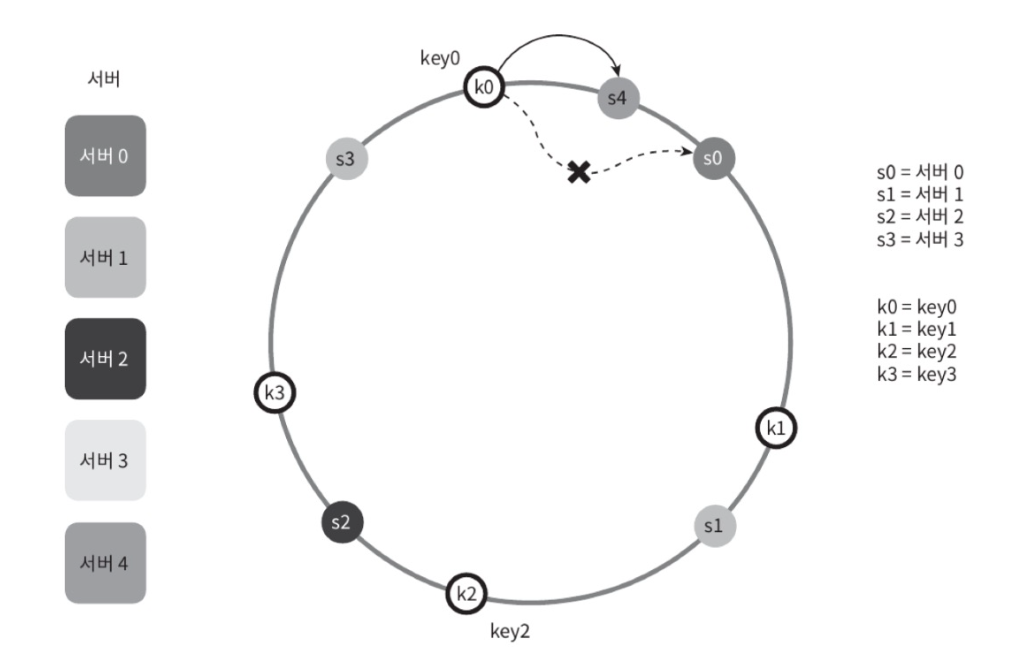 서버
서버 0
서버 1
서버 2
서버 3
서버 4
key0
k0
s4
s3
s0
k3
k1
s2
s1
k2
key2
s0 = 서버 0
s1 = 서버 1
s2 = 서버 2
s3 = 서버 3
k0 = key0
k1 = key1
k2 = key2
k3 = key3